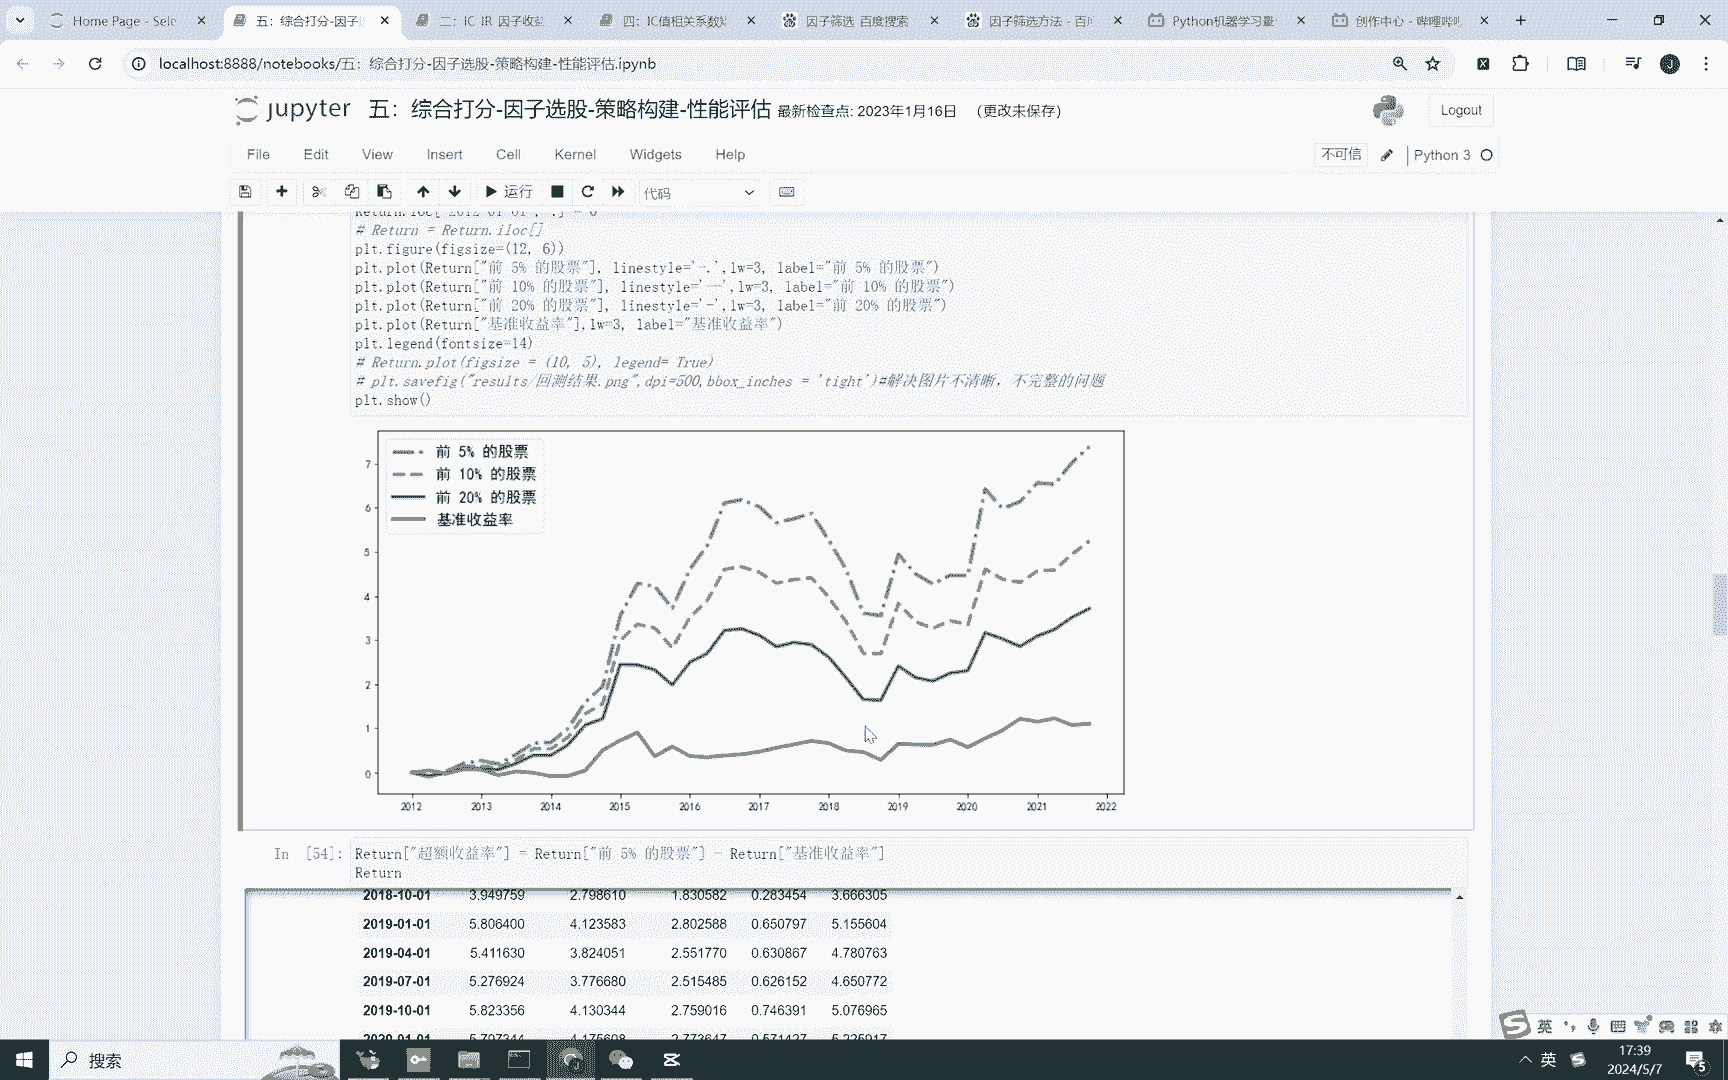 Home Page - Sele
五：综合打分-因子
二：IC IR 因子收益
四：IC值相关系数
因子筛选 百度搜索
因子筛选方法 - 百
Python机器学习量
创作中心 - 哔哩哔哩
localhost:8888/notebooks/五：综合打分-因子选股-策略构建-性能评估.ipynb
jupyter 五：综合打分-因子选股-策略构建-性能评估 最新检查点: 2023年1月16日 (更改未保存)
Logout
File Edit View Insert Cell Kernel Widgets Help
不可信
Python 3
运行
代码
# Return = Return.iloc[]
plt.figure(figsize=(12, 6))
plt.plot(Return["前 5% 的股票"], linestyle='-.',lw=3, label="前 5% 的股票")
plt.plot(Return["前 10% 的股票"], linestyle='--',lw=3, label="前 10% 的股票")
plt.plot(Return["前 20% 的股票"], linestyle='-',lw=3, label="前 20% 的股票")
plt.plot(Return["基准收益率"],lw=3, label="基准收益率")
plt.legend(fontsize=14)
# Return.plot(figsize = (10, 5), legend= True)
# plt.savefig("results/回测结果.png",dpi=500,bbox_inches = 'tight')#解决图片不清晰，不完整的问题
plt.show()
前 5% 的股票
前 10% 的股票
前 20% 的股票
基准收益率
7
6
5
4
3
2
1
0
2012 2013 2014 2015 2016 2017 2018 2019 2020 2021 2022
In [54]: Return["超额收益率"] = Return["前 5% 的股票"] - Return["基准收益率"]
Return
2018-10-01 3.949759 2.798610 1.830582 0.283454 3.666305
2019-01-01 5.806400 4.123583 2.802588 0.650797 5.155604
2019-04-01 5.411630 3.824051 2.551770 0.630867 4.780763
2019-07-01 5.276924 3.776680 2.515485 0.626152 4.650772
2019-10-01 5.823356 4.130344 2.759016 0.746391 5.076965
搜索
英
英
17:39
2024/5/7
5